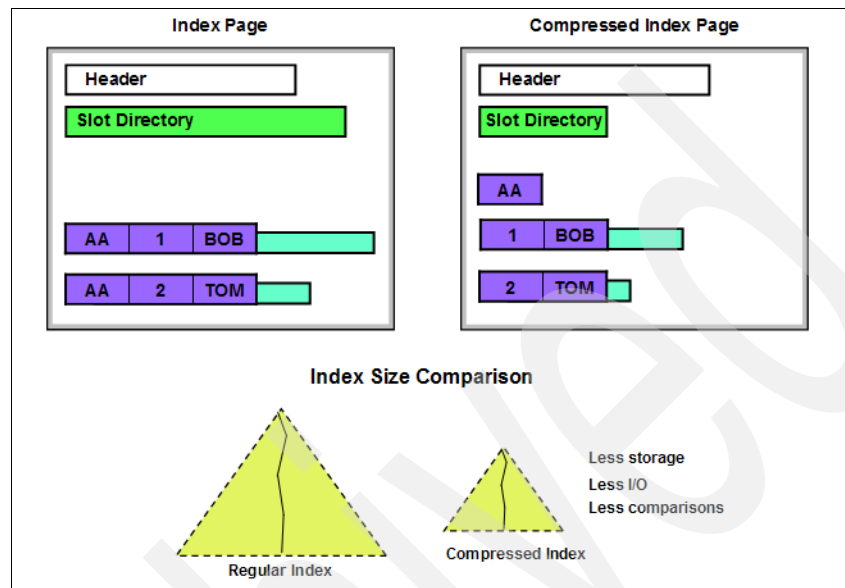 Index Page
Header
Slot Directory
AA 1 BOB
AA 2 TOM
Compressed Index Page
Header
Slot Directory
AA
1 BOB
2 TOM
Index Size Comparison
Regular Index
Compressed Index
Less storage
Less I/O
Less comparisons